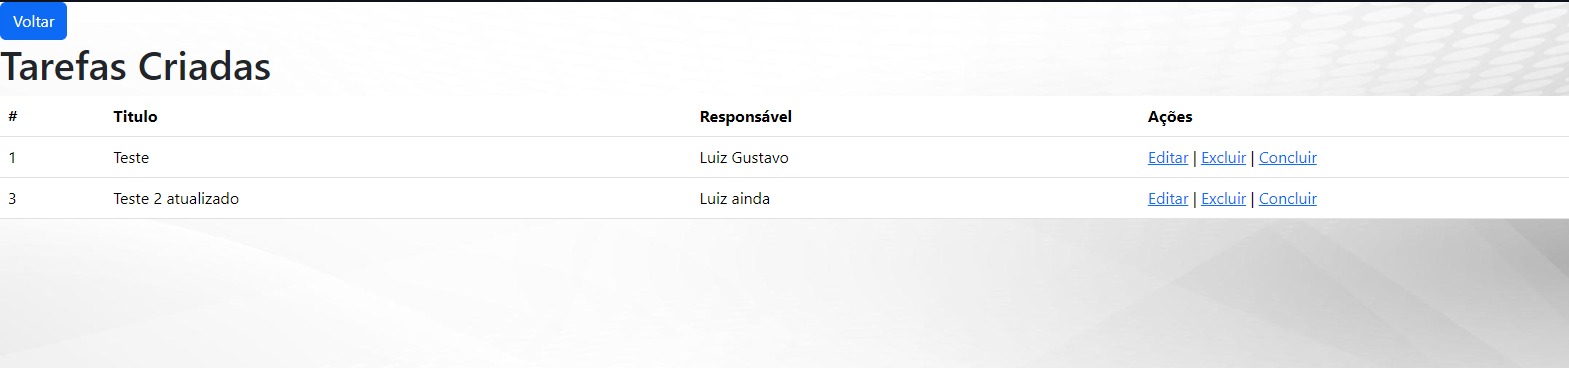 Voltar
Tarefas Criadas
# Titulo Responsável Ações
1 Teste Luiz Gustavo Editar | Excluir | Concluir
3 Teste 2 atualizado Luiz ainda Editar | Excluir | Concluir